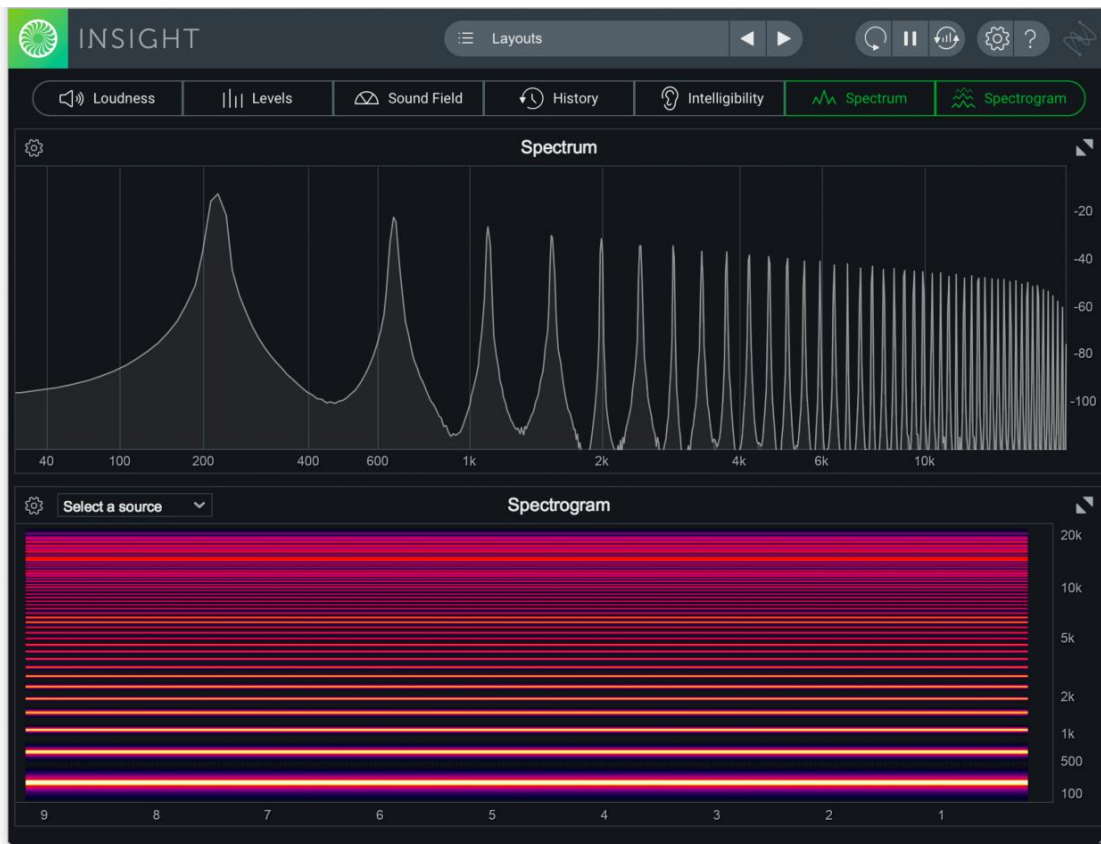 INSIGHT
Layouts
?
Loudness
Levels
Sound Field
History
Intelligibility
Spectrum
Spectrogram
Spectrum
-20
-40
-60
-80
-100
40 100 200 400 600 1k 2k 4k 6k 10k
Select a source
Spectrogram
20k
10k
5k
2k
1k
500
100
9 8 7 6 5 4 3 2 1